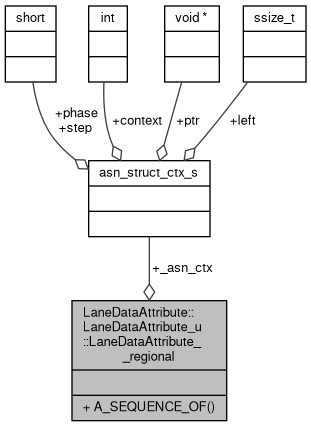 short
int
void *
ssize_t
+phase
+step
+context
+ptr
+left
asn_struct_ctx_s
+_asn_ctx
LaneDataAttribute::
LaneDataAttribute_u
::LaneDataAttribute_
_regional
+ A_SEQUENCE_OF()